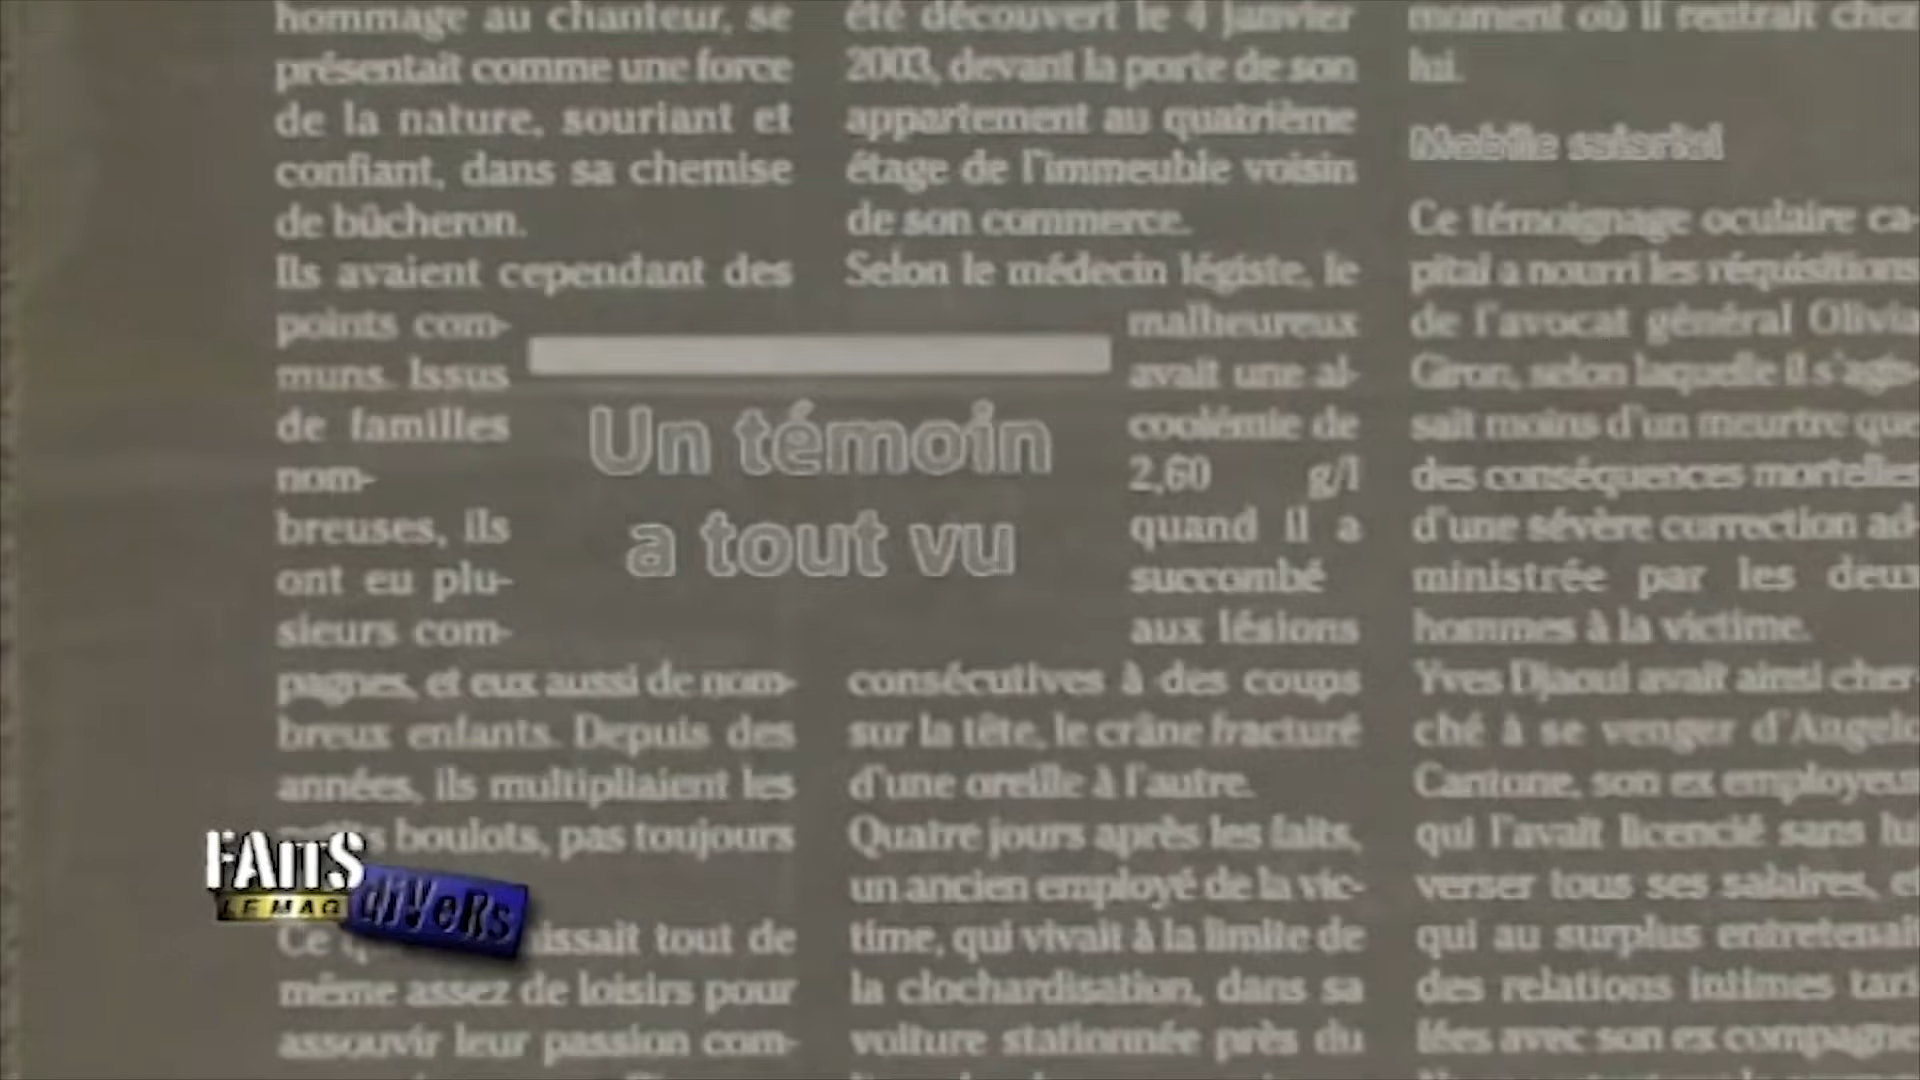 hommage au chanteur, se
présentait comme une force
de la nature, souriant et
confiant, dans sa chemise
de bûcheron.
Ils avaient cependant des
points com-
muns. Issus
de familles
nom-
breuses, ils
ont eu plu-
sieurs com-
pagnes, et eux aussi de nom-
breux enfants. Depuis des
années, ils multipliaient les
boulots, pas toujours
Ce issait tout de
même assez de loisirs pour
assouvir leur passion com-
Un témoin
a tout vu
été découvert le 4 janvier
2003, devant la porte de son
appartement au quatrième
étage de l'immeuble voisin
de son commerce.
Selon le médecin légiste, le
malheureux
avait une al-
coolémie de
2,60 g/l
quand il a
succombé
aux lésions
consécutives à des coups
sur la tête, le crâne fracturé
d'une oreille à l'autre.
Quatre jours après les faits,
un ancien employé de la vic-
time, qui vivait à la limite de
la clochardisation, dans sa
voiture stationnée près du
moment où il rentrait chez
lui.
Mobile salarial
Ce témoignage oculaire ca-
pital a nourri les réquisitions
de l'avocat général Olivia
Giron, selon laquelle il s'agis-
sait moins d'un meurtre que
des conséquences mortelles
d'une sévère correction ad-
ministrée par les deux
hommes à la victime.
Yves Djaoui avait ainsi cher-
ché à se venger d'Angelo
Cantone, son ex employeur
qui l'avait licencié sans lui
verser tous ses salaires, et
qui au surplus entretenait
des relations intimes tari-
fées avec son ex compagne
FAITS
LE MAG
diVeRs